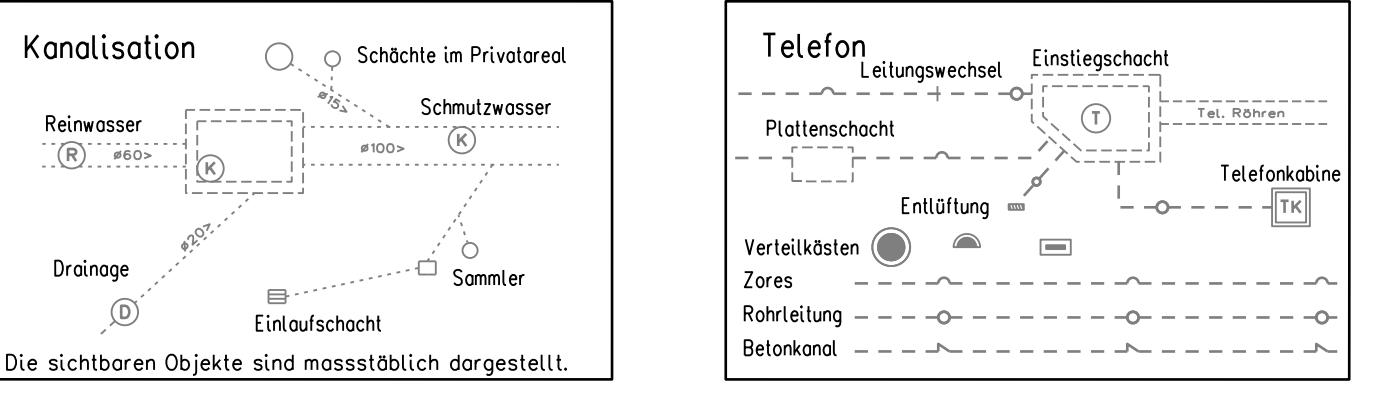 Kanalisation
Schächte im Privatareal
ø15>
Schmutzwasser
Reinwasser
R
ø60>
K
ø100>
K
ø20>
Drainage
D
Sammler
Einlaufschacht
Die sichtbaren Objekte sind massstäblich dargestellt.
Telefon
Einstiegschacht
Leitungswechsel
T
Tel. Röhren
Plattenschacht
Telefonkabine
TK
Entlüftung
Verteilkästen
Zores
Rohrleitung
Betonkanal